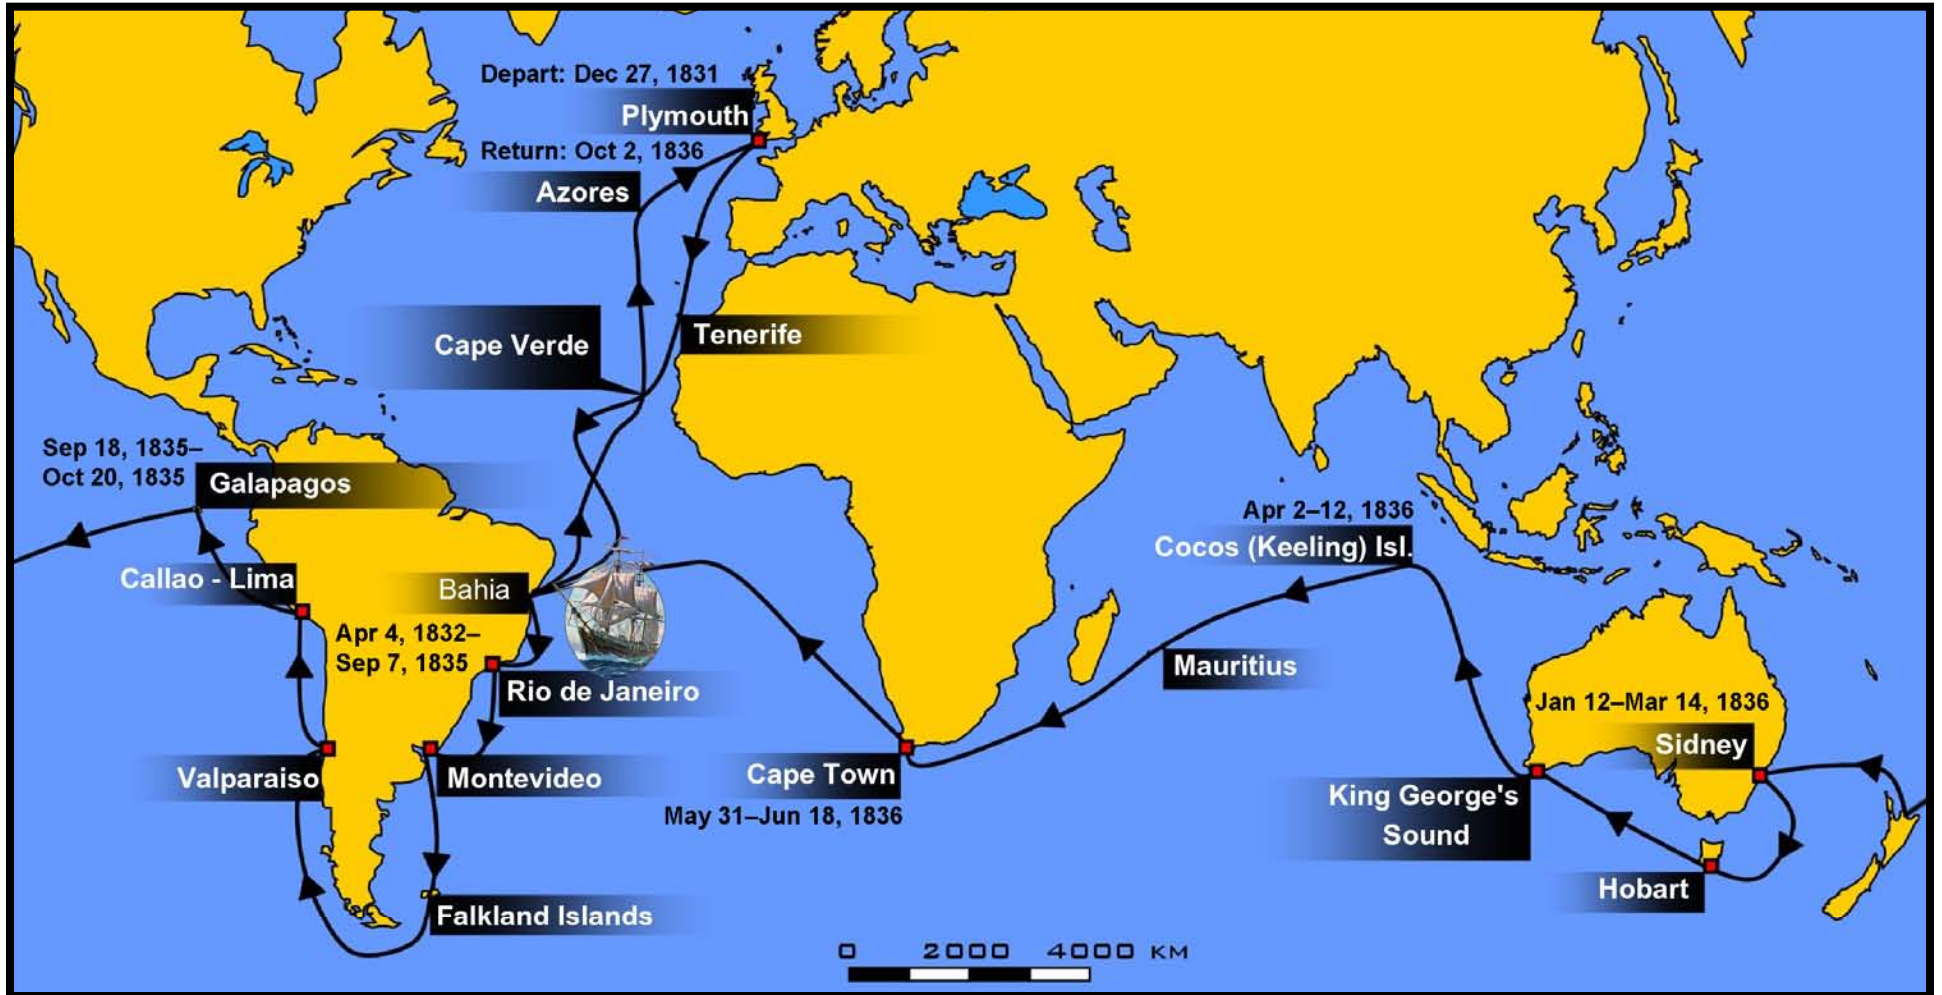 Depart: Dec 27, 1831
Plymouth
Return: Oct 2, 1836
Azores
Cape Verde
Tenerife
Sep 18, 1835–
Oct 20, 1835
Galapagos
Callao - Lima
Bahia
Apr 4, 1832–
Sep 7, 1835
Rio de Janeiro
Valparaiso
Montevideo
Falkland Islands
Cape Town
May 31–Jun 18, 1836
Apr 2–12, 1836
Cocos (Keeling) Isl.
Mauritius
Jan 12–Mar 14, 1836
Sidney
King George's
Sound
Hobart
0 2000 4000 KM